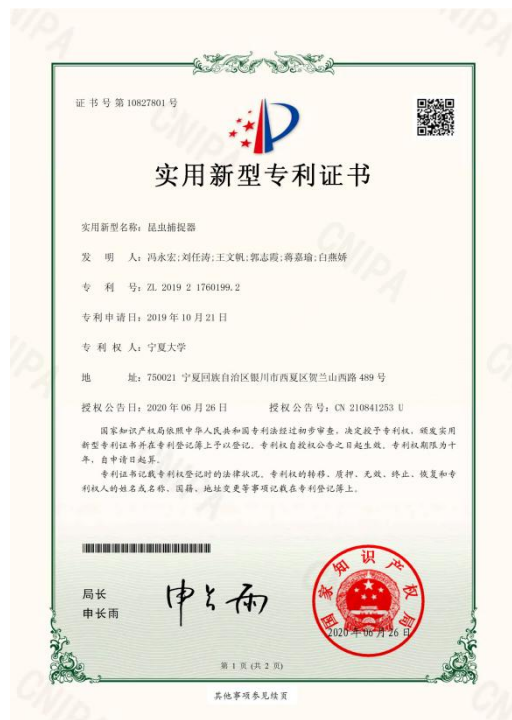 证书号第10827801号
实用新型专利证书
实用新型名称：昆虫捕捉器
发明人：冯永宏;刘任涛;王文帆;郭志霞;蒋嘉瑜;白燕娇
专利号：ZL 2019 2 1760199.2
专利申请日：2019年10月21日
专利权人：宁夏大学
地址：750021 宁夏回族自治区银川市西夏区贺兰山西路489号
授权公告日：2020年06月26日 授权公告号：CN 210841253 U
国家知识产权局依照中华人民共和国专利法经过初步审查，决定授予专利权，颁发实用
新型专利证书并在专利登记簿上予以登记。专利权自授权公告之日起生效。专利权期限为十
年，自申请日起算。
专利证书记载专利权登记时的法律状况。专利权的转移、质押、无效、终止、恢复和专
利权人的姓名或名称、国籍、地址变更等事项记载在专利登记簿上。
局长
申长雨
申长雨
国家知识产权局
2020年06月26日
第 1 页 (共 2 页)
其他事项参见续页
CNIPA